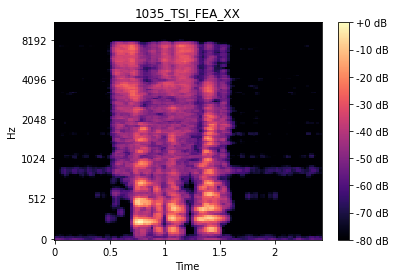 1035_TSI_FEA_XX
+0 dB
8192
-10 dB
-20 dB
4096
-30 dB
2048
-40 dB
Hz
1024
-50 dB
-60 dB
512
-70 dB
0
-80 dB
0 0.5 1 1.5 2
Time